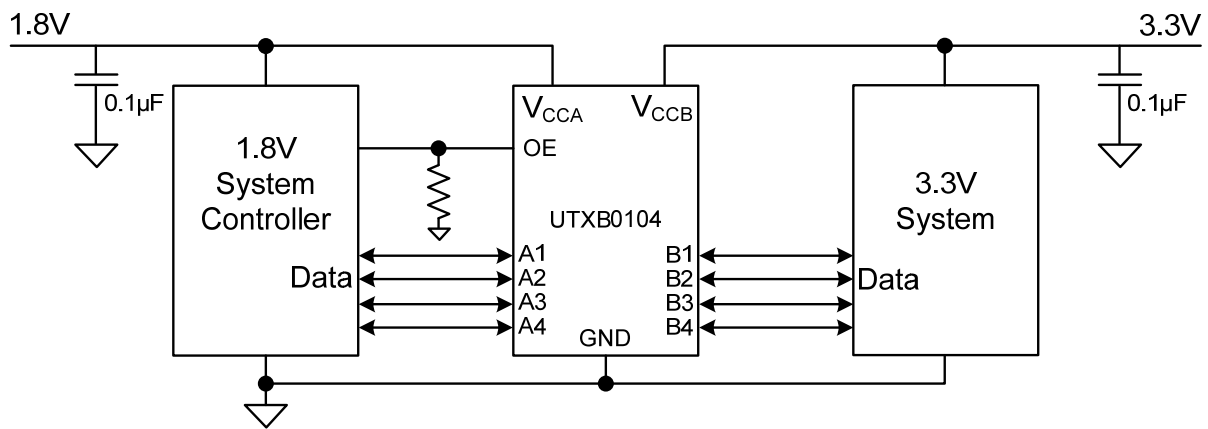 1.8V
3.3V
0.1µF
VCCA
VCCB
0.1µF
OE
1.8V
System
Controller
3.3V
System
UTXB0104
A1
B1
Data
A2
B2
Data
A3
B3
A4
B4
GND